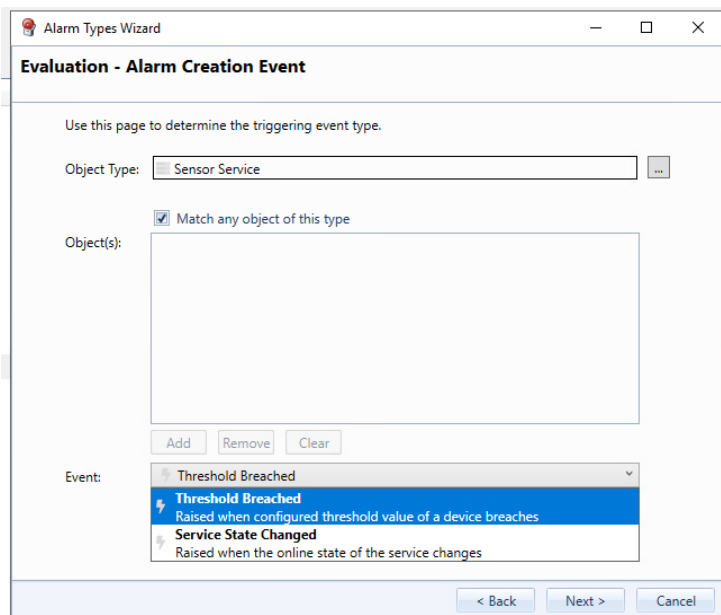 Alarm Types Wizard
Evaluation - Alarm Creation Event
Use this page to determine the triggering event type.
Object Type: Sensor Service ...
Match any object of this type
Object(s):
Add Remove Clear
Event: Threshold Breached
Threshold Breached
Raised when configured threshold value of a device breaches
Service State Changed
Raised when the online state of the service changes
< Back Next > Cancel